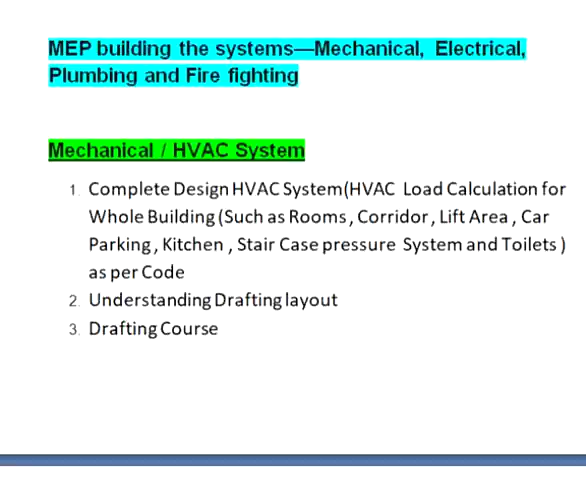 MEP building the systems—Mechanical, Electrical,
Plumbing and Fire fighting
Mechanical / HVAC System
1. Complete Design HVAC System(HVAC Load Calculation for
Whole Building (Such as Rooms, Corridor, Lift Area, Car
Parking, Kitchen , Stair Case pressure System and Toilets )
as per Code
2. Understanding Drafting layout
3. Drafting Course